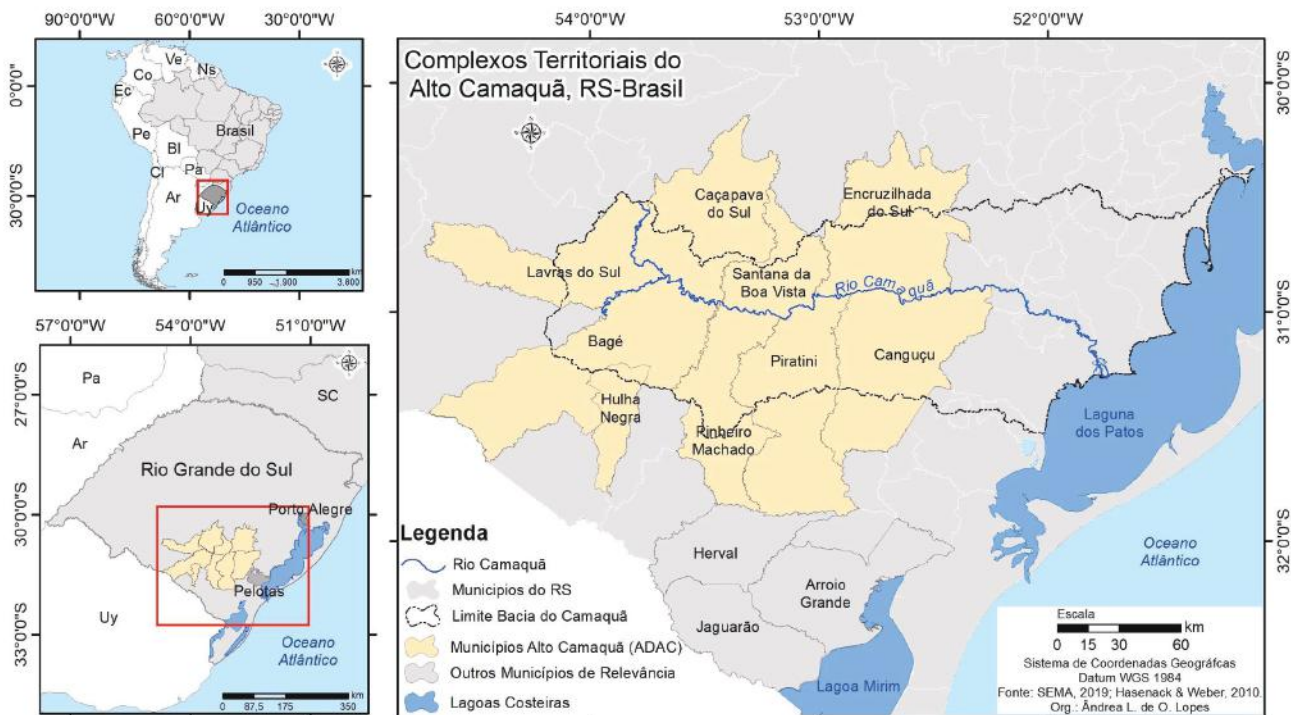 90°0'0"W
60°0'0"W
30°0'0"W
0°0'0"
30°0'0"S
Ve
Ns
Co
Ec
Brasil
Pe
Bl
Cl
Pa
Ar
Uy
Oceano
Atlântico
0 950 1.900 3.800
km
57°0'0"W
54°0'0"W
51°0'0"W
27°0'0"S
30°0'0"S
33°0'0"S
Pa
SC
Ar
Rio Grande do Sul
Porto Alegre
Pelotas
Uy
Oceano
Atlântico
0 87,5 175 350
km
54°0'0"W
53°0'0"W
52°0'0"W
30°0'0"S
31°0'0"S
32°0'0"S
Complexos Territoriais do
Alto Camaquã, RS-Brasil
Caçapava
do Sul
Encruzilhada
do Sul
Lavras do Sul
Santana da
Boa Vista
Rio Camaquã
Bagé
Piratini
Canguçu
Hulha
Negra
Pinheiro
Machado
Laguna
dos Patos
Herval
Arroio
Grande
Jaguarão
Lagoa Mirim
Oceano
Atlântico
Legenda
Rio Camaquã
Municípios do RS
Limite Bacia do Camaquã
Municípios Alto Camaquã (ADAC)
Outros Municípios de Relevância
Lagoas Costeiras
Escala
km
0 15 30 60
Sistema de Coordenadas Geográfcas
Datum WGS 1984
Fonte: SEMA, 2019; Hasenack & Weber, 2010.
Org.: Ândrea L. de O. Lopes